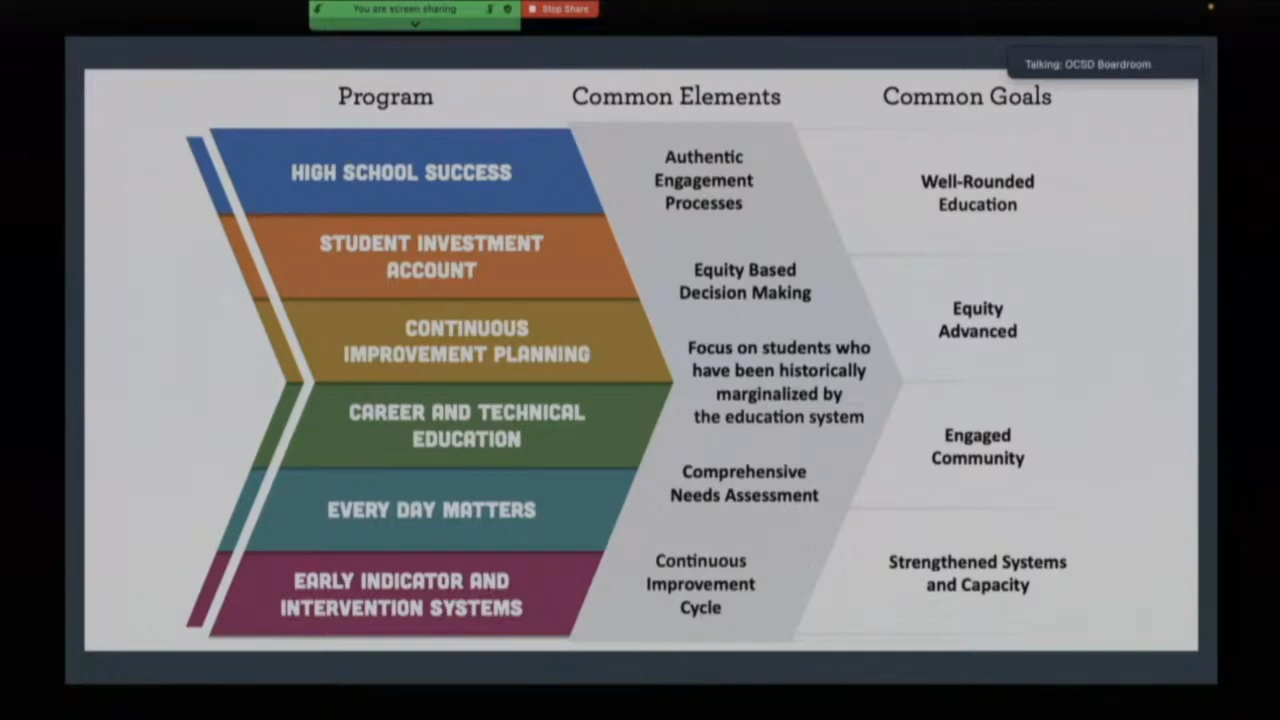 You are screen sharing
Stop Share
Talking: OCSD Boardroom
Program
Common Elements
Common Goals
HIGH SCHOOL SUCCESS
STUDENT INVESTMENT
ACCOUNT
CONTINUOUS
IMPROVEMENT PLANNING
CAREER AND TECHNICAL
EDUCATION
EVERY DAY MATTERS
EARLY INDICATOR AND
INTERVENTION SYSTEMS
Authentic
Engagement
Processes
Equity Based
Decision Making
Focus on students who
have been historically
marginalized by
the education system
Comprehensive
Needs Assessment
Continuous
Improvement
Cycle
Well-Rounded
Education
Equity
Advanced
Engaged
Community
Strengthened Systems
and Capacity